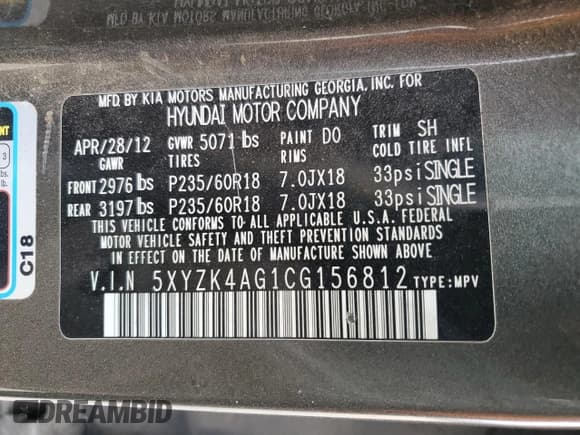 MFD. BY KIA MOTORS MANUFACTURING GEORGIA, INC. FOR
HYUNDAI MOTOR COMPANY
APR/28/12 GVWR 5071 lbs PAINT DO TRIM SH
GAWR TIRES RIMS COLD TIRE INFL
FRONT 2976 lbs P235/60R18 7.0JX18 33psi SINGLE
REAR 3197 lbs P235/60R18 7.0JX18 33psi SINGLE
THIS VEHICLE CONFORMS TO ALL APPLICABLE U.S.A. FEDERAL
MOTOR VEHICLE SAFETY AND THEFT PREVENTION STANDARDS
IN EFFECT ON THE DATE OF MANUFACTURE SHOWN ABOVE.
V.I.N 5XYZK4AG1CG156812 TYPE:MPV
C18
3
DREAMBID